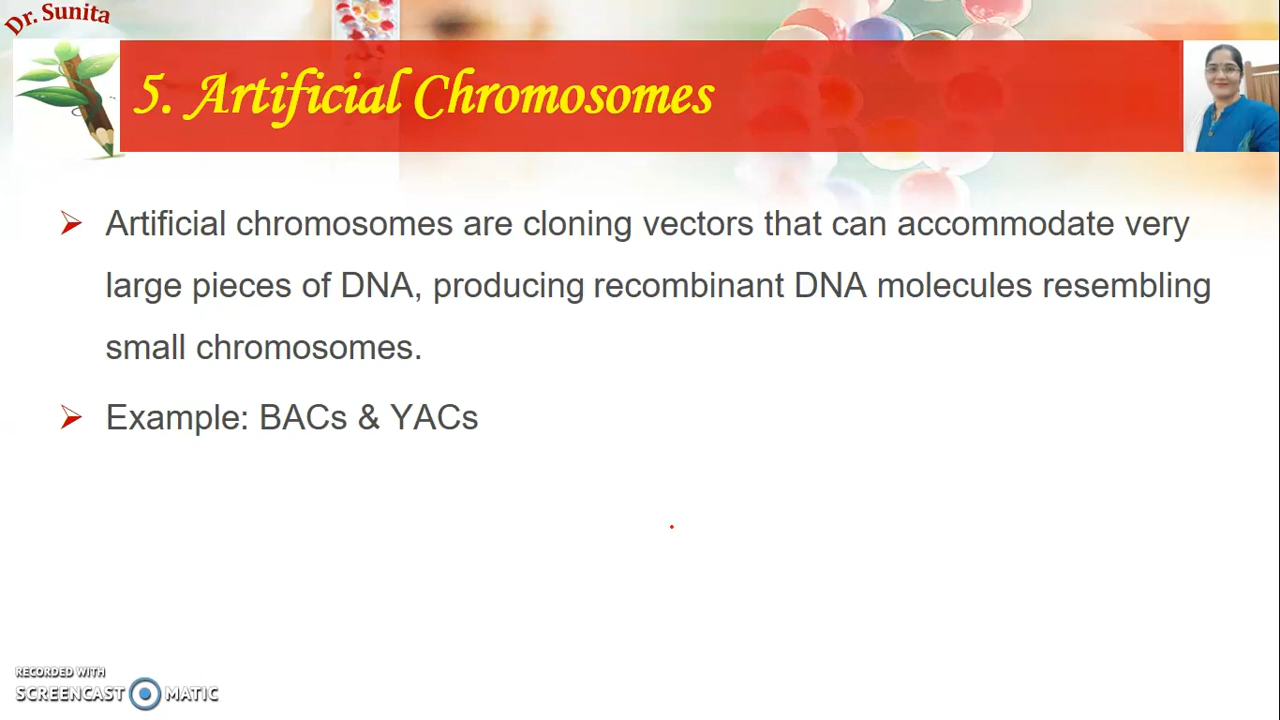 Dr. Sunita
5. Artificial Chromosomes
Artificial chromosomes are cloning vectors that can accommodate very
large pieces of DNA, producing recombinant DNA molecules resembling
small chromosomes.
Example: BACs & YACs
RECORDED WITH
SCREENCAST MATIC